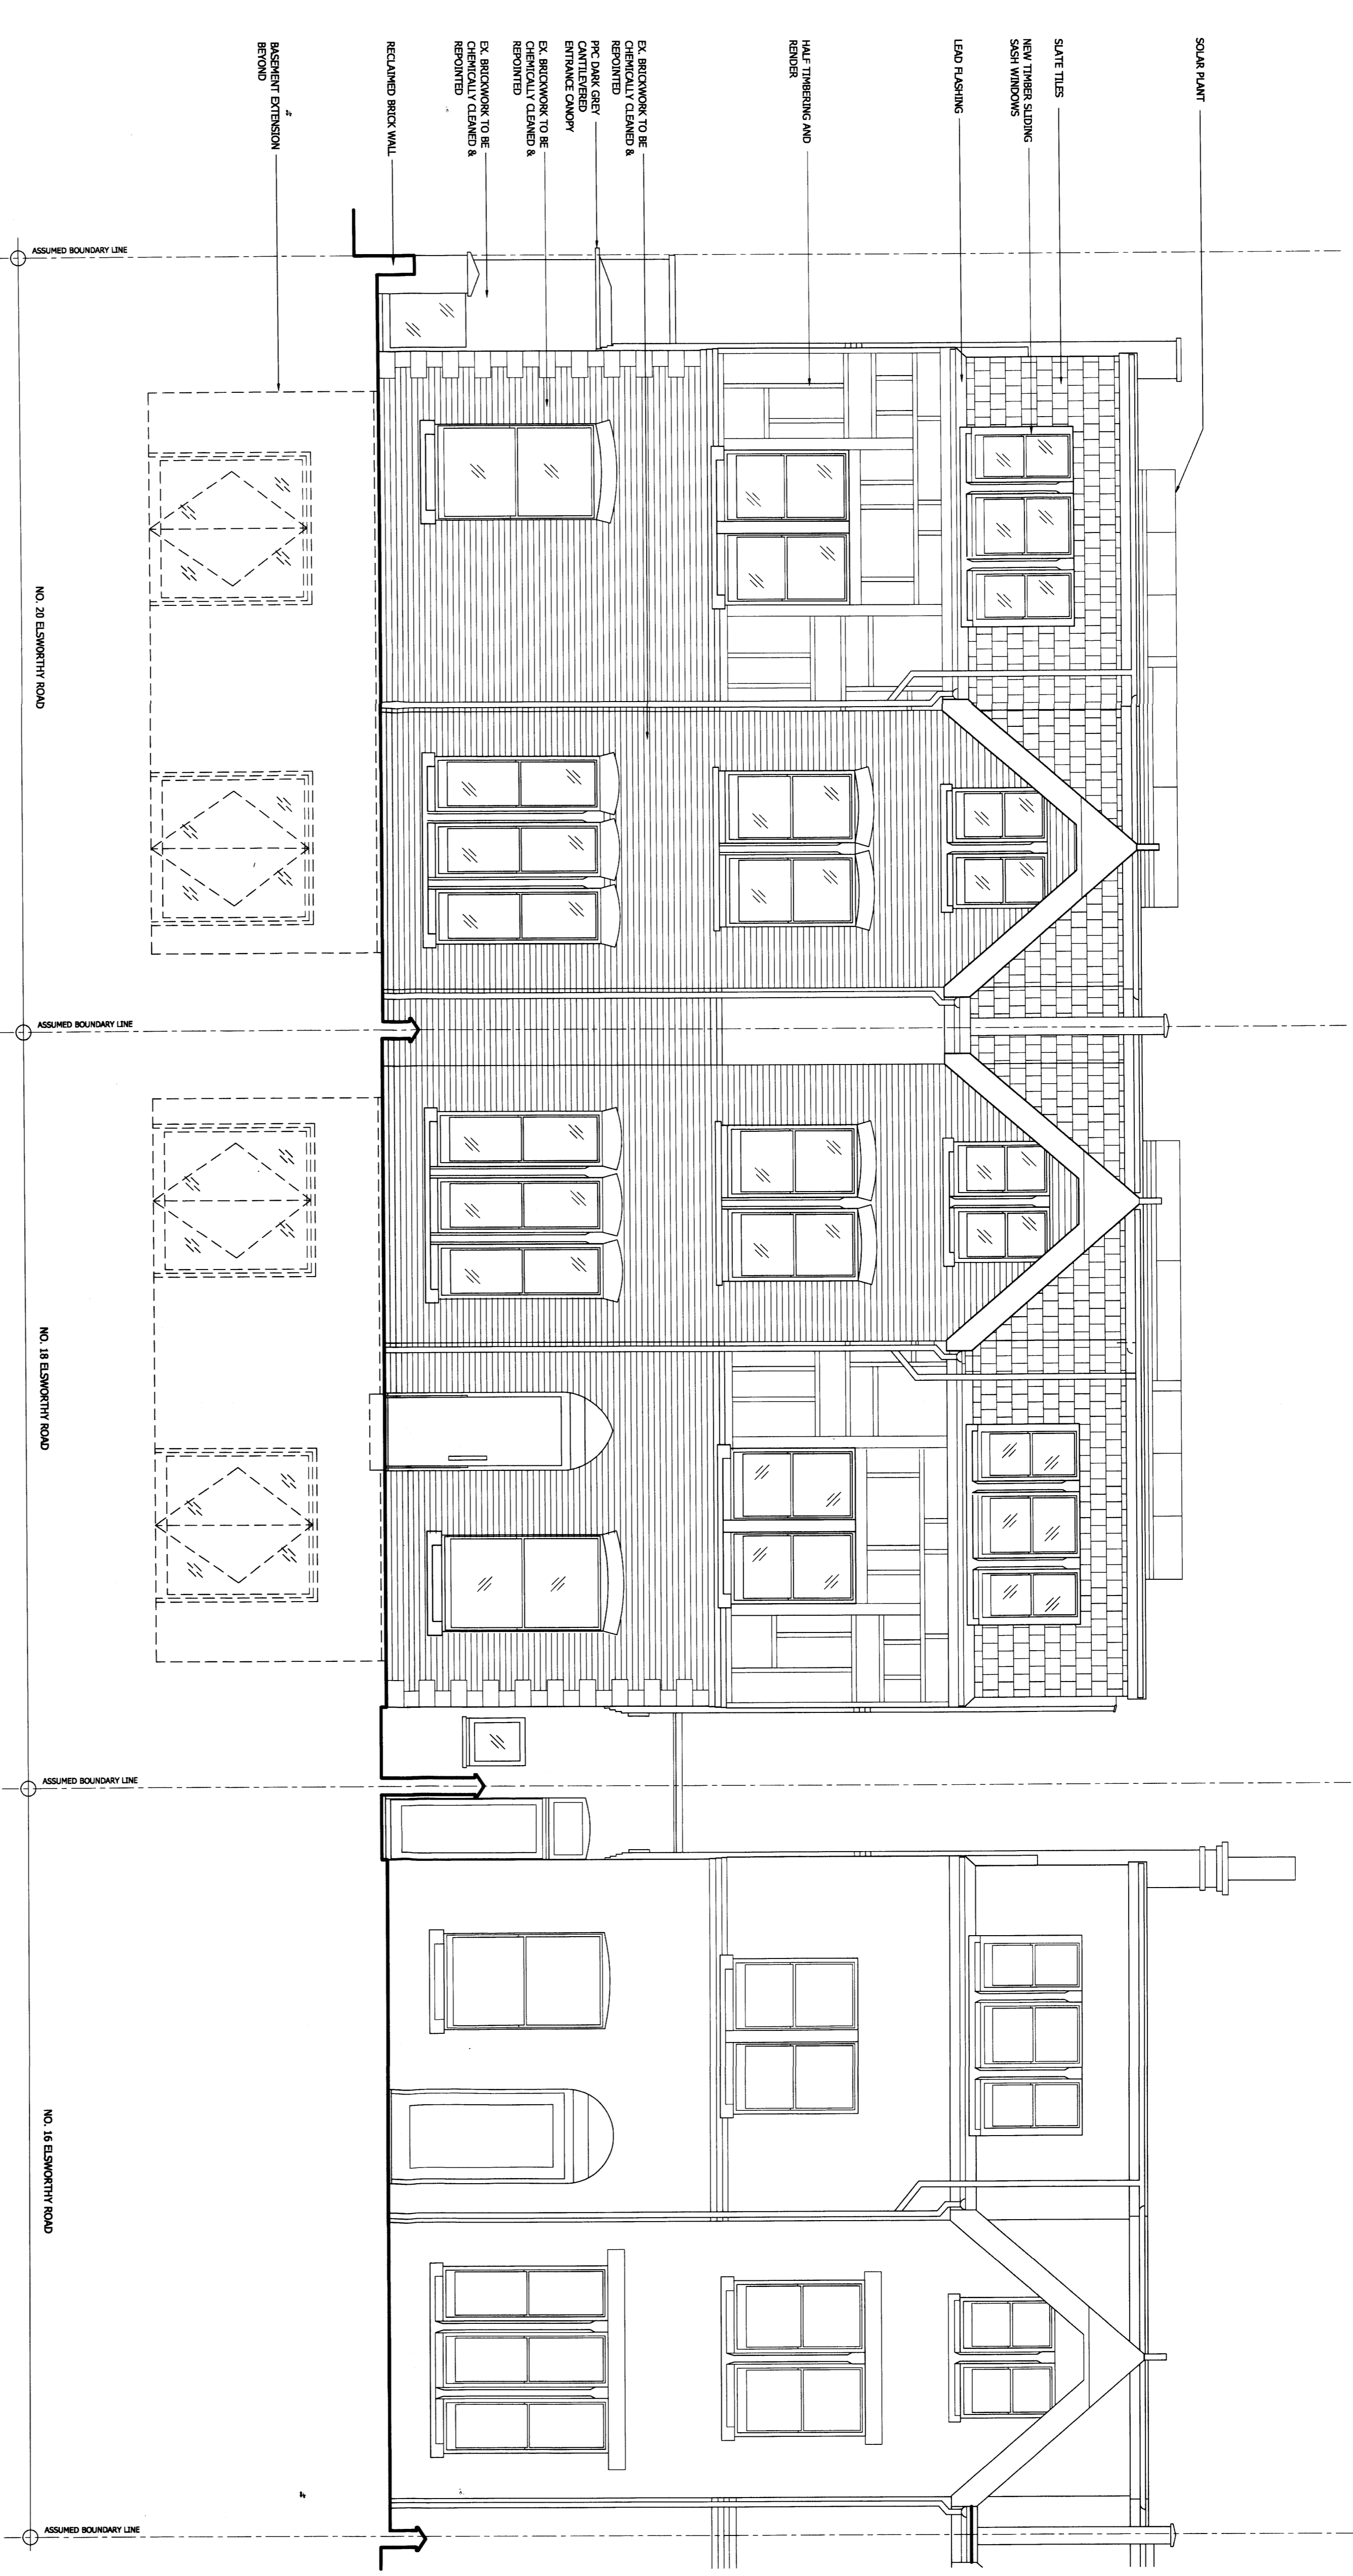 SOLAR PLANT
SLATE TILES
NEW TIMBER SLIDING
SASH WINDOWS
LEAD FLASHING
HALF TIMBERING AND
RENDER
EX. BRICKWORK TO BE
CHEMICALLY CLEANED &
REPOINTED
PPC DARK GREY
CANTILEVERED
ENTRANCE CANOPY
EX. BRICKWORK TO BE
CHEMICALLY CLEANED &
REPOINTED
EX. BRICKWORK TO BE
CHEMICALLY CLEANED &
REPOINTED
RECLAIMED BRICK WALL
BASEMENT EXTENSION
BEYOND
ASSUMED BOUNDARY LINE
NO. 20 ELSWORTHY ROAD
ASSUMED BOUNDARY LINE
NO. 18 ELSWORTHY ROAD
ASSUMED BOUNDARY LINE
NO. 16 ELSWORTHY ROAD
ASSUMED BOUNDARY LINE